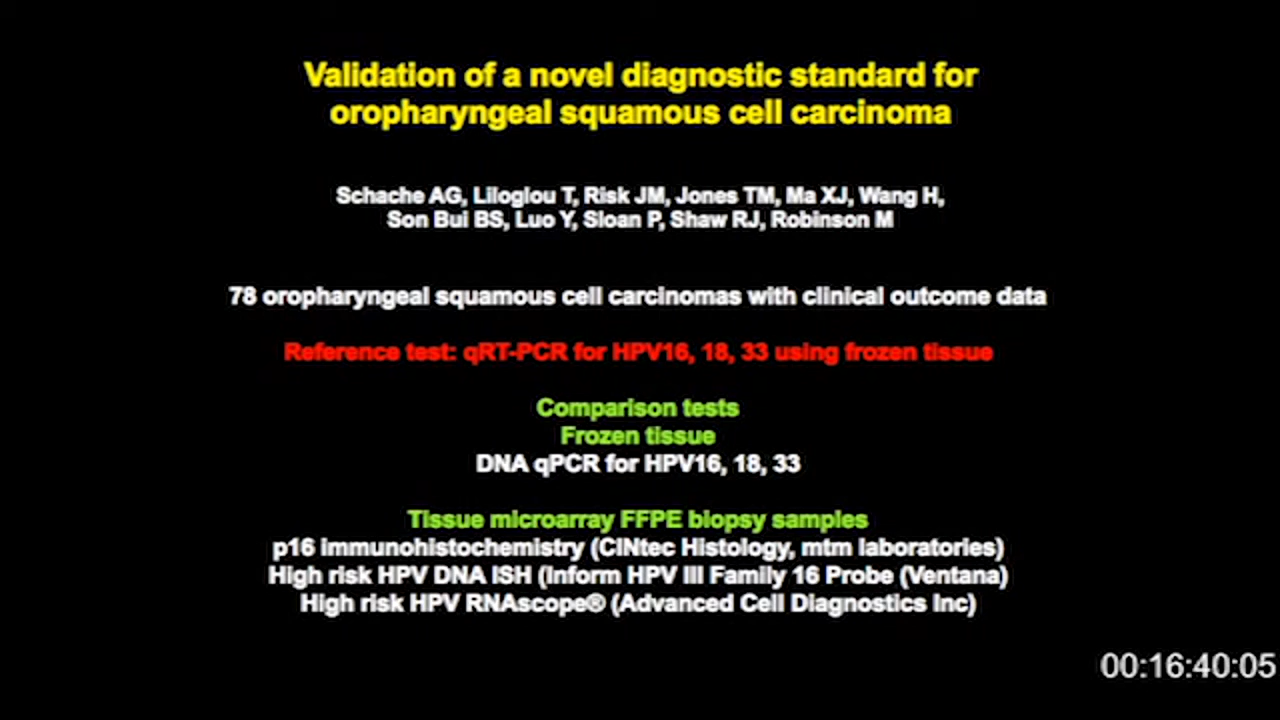 Validation of a novel diagnostic standard for
oropharyngeal squamous cell carcinoma
Schache AG, Liloglou T, Risk JM, Jones TM, Ma XJ, Wang H,
Son Bui BS, Luo Y, Sloan P, Shaw RJ, Robinson M
78 oropharyngeal squamous cell carcinomas with clinical outcome data
Reference test: qRT-PCR for HPV16, 18, 33 using frozen tissue
Comparison tests
Frozen tissue
DNA qPCR for HPV16, 18, 33
Tissue microarray FFPE biopsy samples
p16 immunohistochemistry (CINtec Histology, mtm laboratories)
High risk HPV DNA ISH (Inform HPV III Family 16 Probe (Ventana)
High risk HPV RNAscope® (Advanced Cell Diagnostics Inc)
00:16:40:05